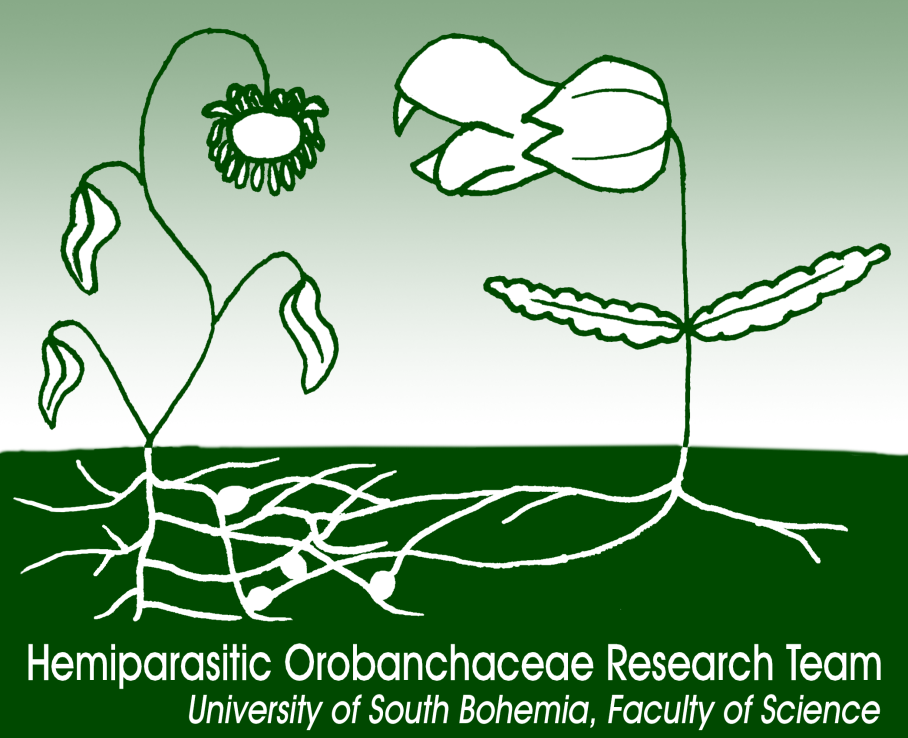 Hemiparasitic Orobanchaceae Research Team
University of South Bohemia, Faculty of Science